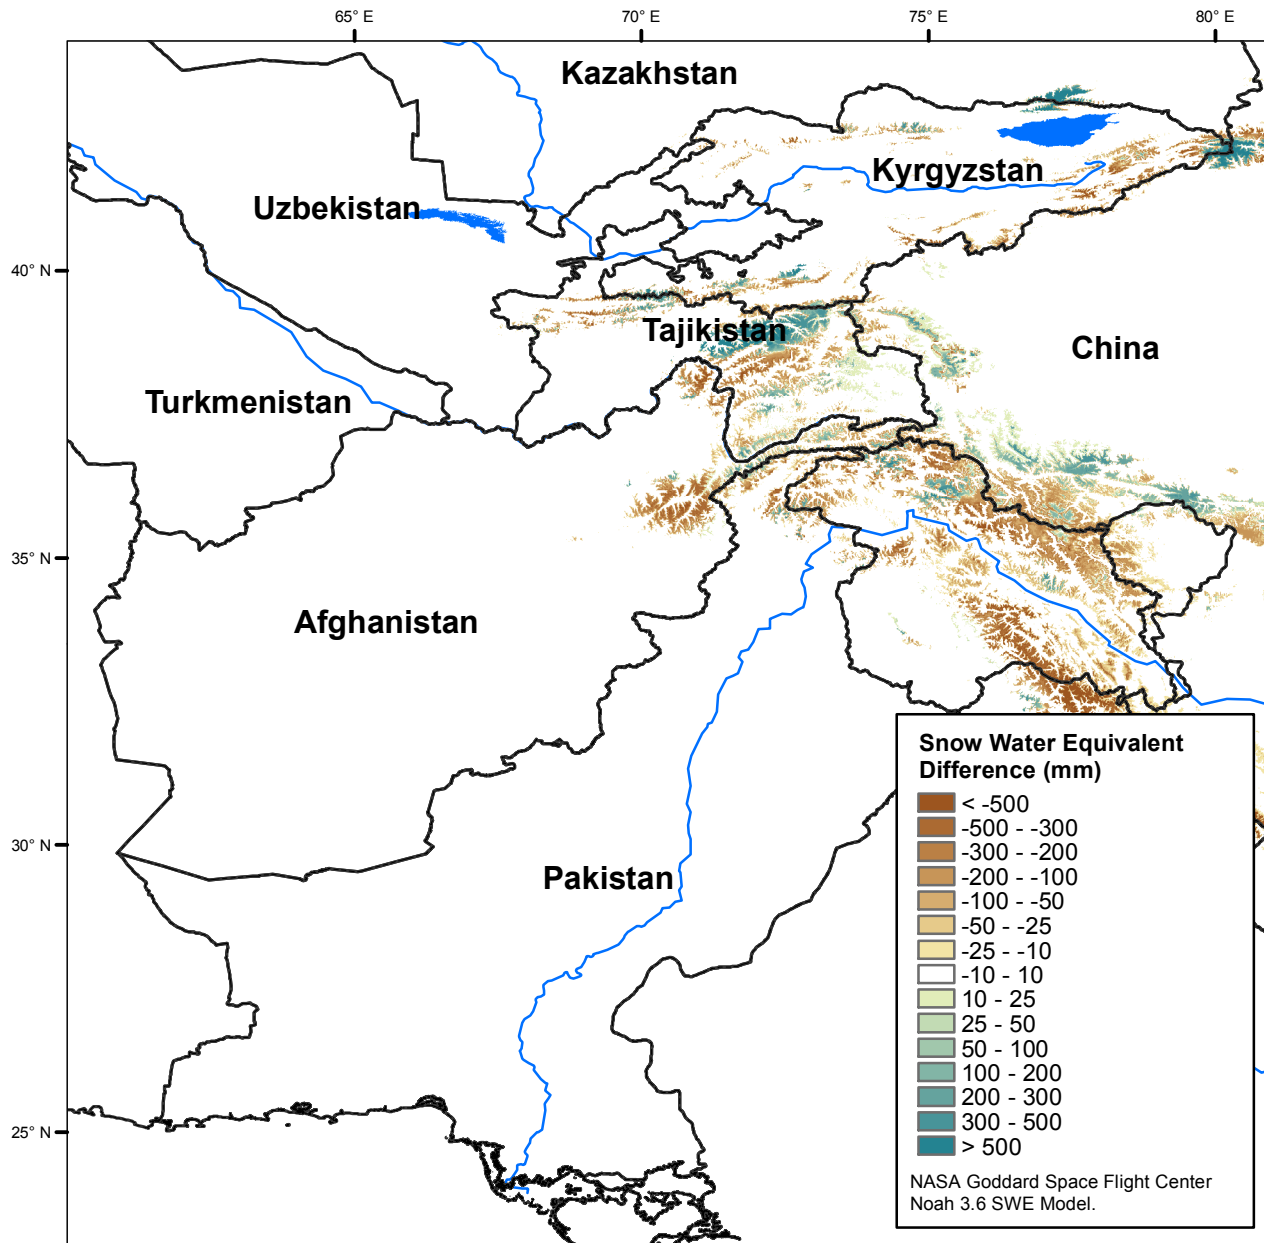 65° E
70° E
75° E
80° E
Kazakhstan
Kyrgyzstan
Uzbekistan
40° N
Tajikistan
China
Turkmenistan
35° N
Afghanistan
Snow Water Equivalent
Difference (mm)
< -500
-500 - -300
30° N
-300 - -200
Pakistan
-200 - -100
-100 - -50
-50 - -25
-25 - -10
-10 - 10
10 - 25
25 - 50
50 - 100
100 - 200
200 - 300
300 - 500
25° N
> 500
NASA Goddard Space Flight Center
Noah 3.6 SWE Model.